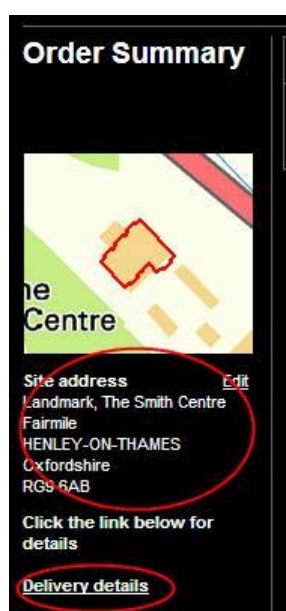 Order Summary
he
Centre
Site address Edit
Landmark, The Smith Centre
Fairmile
HENLEY-ON-THAMES
Oxfordshire
RG9 6AB
Click the link below for
details
Delivery details